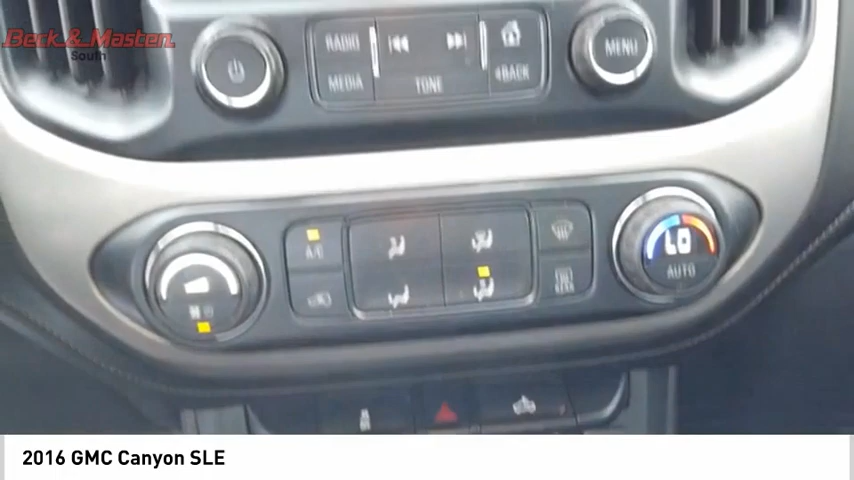 Beck & Masten
South
RADIO
MENU
MEDIA
TONE
BACK
A/C
LO
AUTO
2016 GMC Canyon SLE